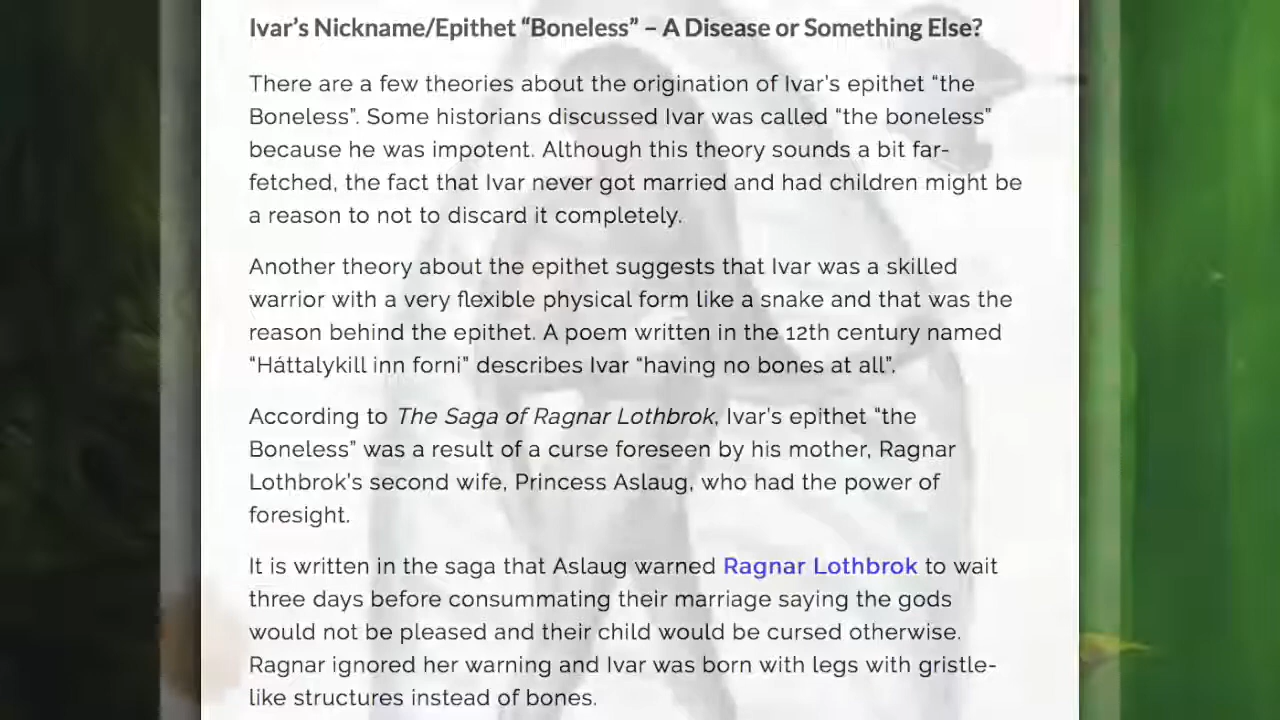 Ivar’s Nickname/Epithet “Boneless” – A Disease or Something Else?
There are a few theories about the origination of Ivar’s epithet “the
Boneless”. Some historians discussed Ivar was called “the boneless”
because he was impotent. Although this theory sounds a bit far-
fetched, the fact that Ivar never got married and had children might be
a reason to not to discard it completely.
Another theory about the epithet suggests that Ivar was a skilled
warrior with a very flexible physical form like a snake and that was the
reason behind the epithet. A poem written in the 12th century named
“Háttalykill inn forni” describes Ivar “having no bones at all”.
According to The Saga of Ragnar Lothbrok, Ivar’s epithet “the
Boneless” was a result of a curse foreseen by his mother, Ragnar
Lothbrok’s second wife, Princess Aslaug, who had the power of
foresight.
It is written in the saga that Aslaug warned Ragnar Lothbrok to wait
three days before consummating their marriage saying the gods
would not be pleased and their child would be cursed otherwise.
Ragnar ignored her warning and Ivar was born with legs with gristle-
like structures instead of bones.